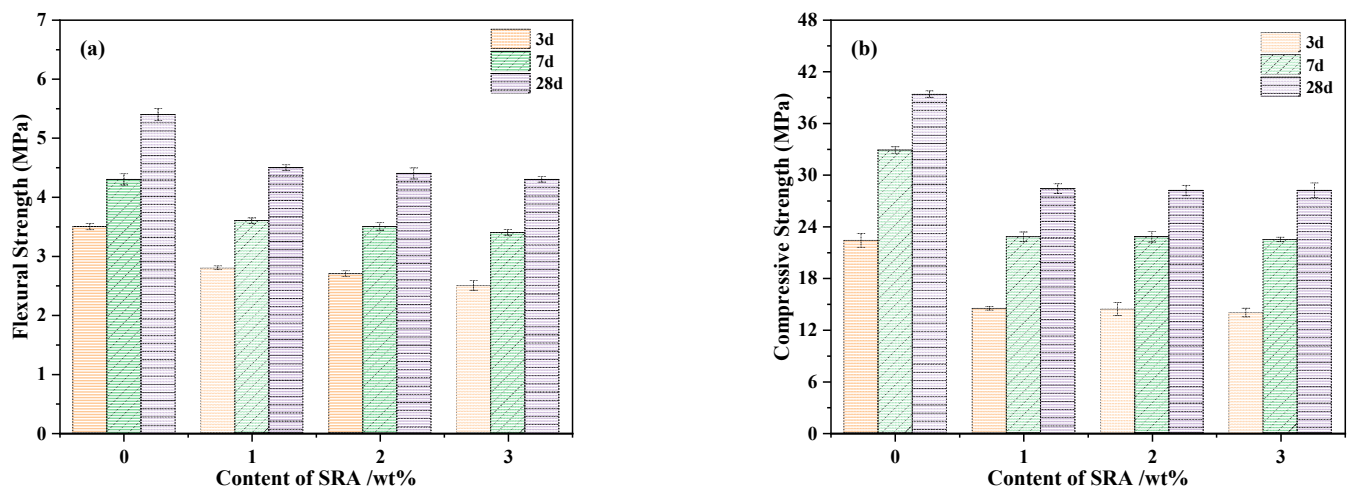 (a)
3d
7d
28d
7
6
5
4
3
2
1
0
Flexural Strength (MPa)
0 1 2 3
Content of SRA /wt%
(b)
3d
7d
28d
48
42
36
30
24
18
12
6
0
Compressive Strength (MPa)
0 1 2 3
Content of SRA /wt%